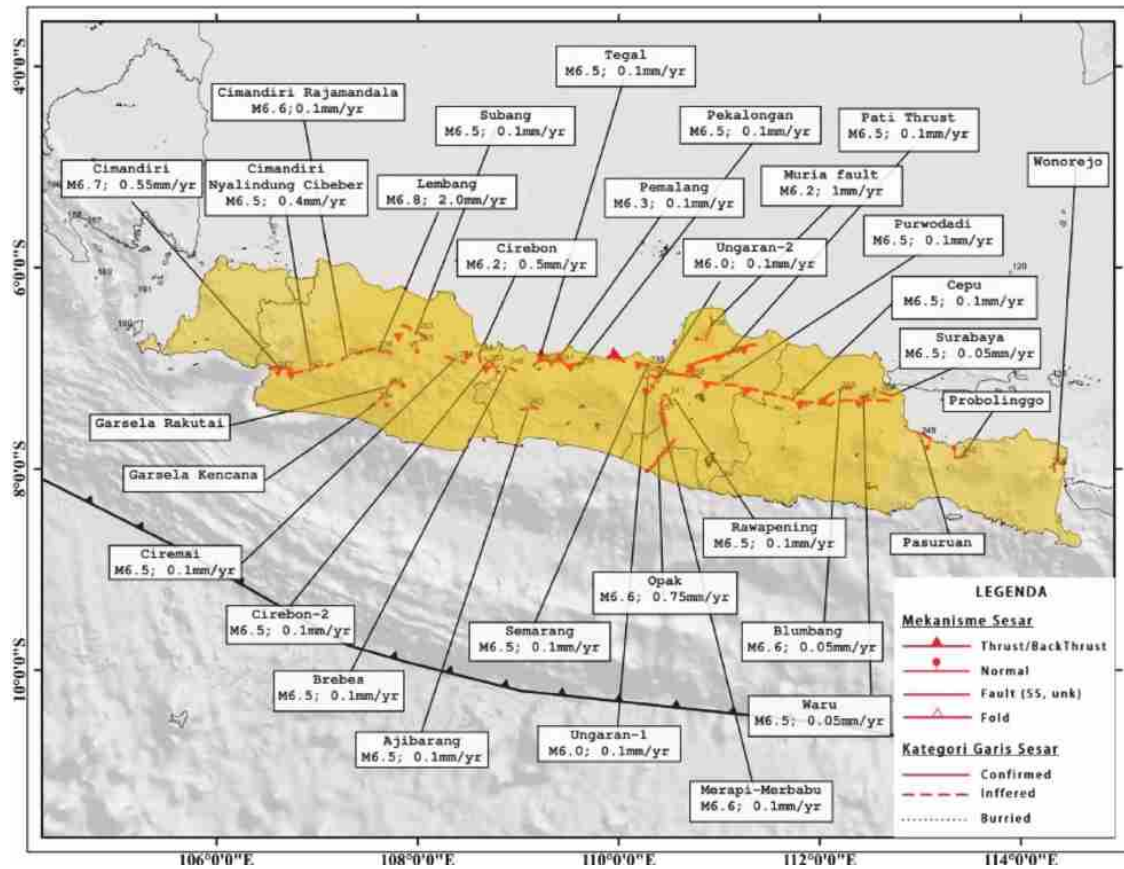 Tegal
M6.5; 0.1mm/yr
Cimandiri Rajamandala
M6.6;0.1mm/yr
Subang
M6.5; 0.1mm/yr
Pekalongan
M6.5; 0.1mm/yr
Pati Thrust
M6.5; 0.1mm/yr
Wonorejo
Cimandiri
M6.7; 0.55mm/yr
Cimandiri
Nyalindung Cibeber
M6.5; 0.4mm/yr
Lembang
M6.8; 2.0mm/yr
Pemalang
M6.3; 0.1mm/yr
Muria fault
M6.2; 1mm/yr
Cirebon
M6.2; 0.5mm/yr
Ungaran-2
M6.0; 0.1mm/yr
Purwodadi
M6.5; 0.1mm/yr
Cepu
M6.5; 0.1mm/yr
Surabaya
M6.5; 0.05mm/yr
Probolinggo
Garsela Rakutai
Garsela Kencana
Ciremai
M6.5; 0.1mm/yr
Cirebon-2
M6.5; 0.1mm/yr
Brebes
M6.5; 0.1mm/yr
Ajibarang
M6.5; 0.1mm/yr
Semarang
M6.5; 0.1mm/yr
Ungaran-1
M6.0; 0.1mm/yr
Opak
M6.6; 0.75mm/yr
Rawapening
M6.5; 0.1mm/yr
Pasuruan
Blumbang
M6.6; 0.05mm/yr
Waru
M6.5; 0.05mm/yr
Merapi-Merbabu
M6.6; 0.1mm/yr
LEGENDA
Mekanisme Sesar
Thrust/BackThrust
Normal
Fault (SS, unk)
Fold
Kategori Garis Sesar
Confirmed
Inffered
Burried
4°0'0"S
6°0'0"S
8°0'0"S
10°0'0"S
106°0'0"E
108°0'0"E
110°0'0"E
112°0'0"E
114°0'0"E